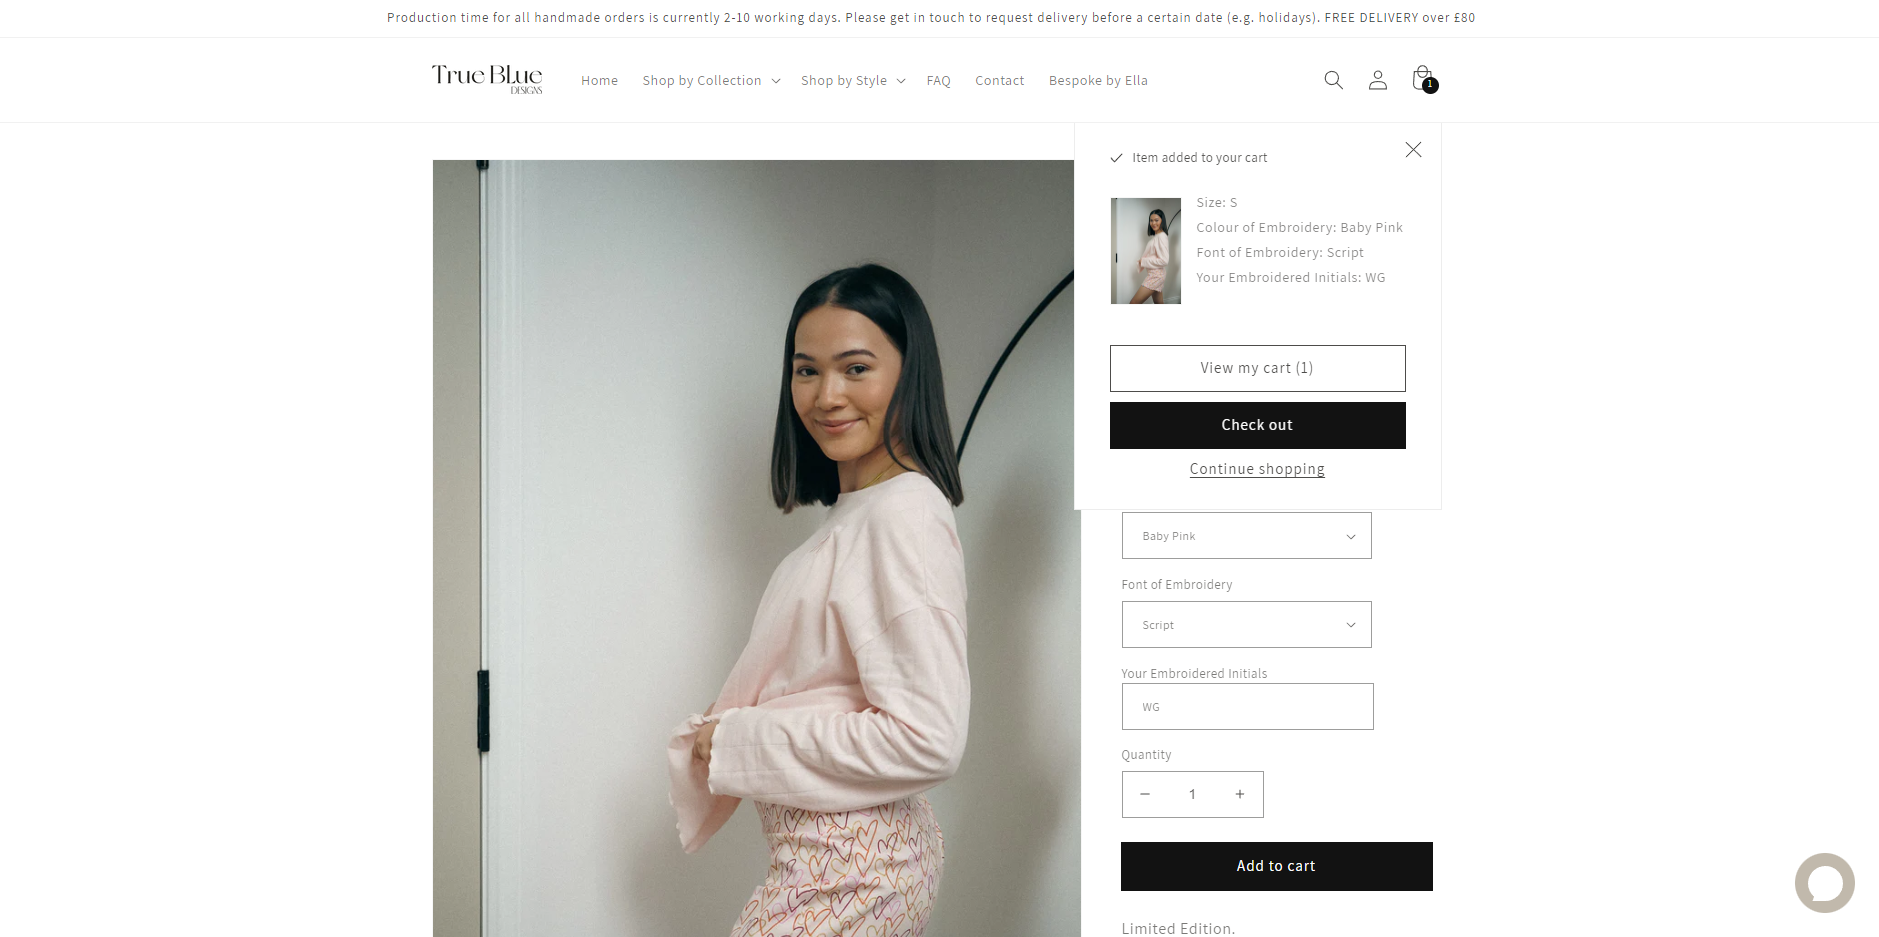 Production time for all handmade orders is currently 2-10 working days. Please get in touch to request delivery before a certain date (e.g. holidays). FREE DELIVERY over £80
True Blue
DESIGNS
Home
Shop by Collection
Shop by Style
FAQ
Contact
Bespoke by Ella
1
Item added to your cart
Size: S
Colour of Embroidery: Baby Pink
Font of Embroidery: Script
Your Embroidered Initials: WG
View my cart (1)
Check out
Continue shopping
Baby Pink
Font of Embroidery
Script
Your Embroidered Initials
WG
Quantity
1
Add to cart
Limited Edition.